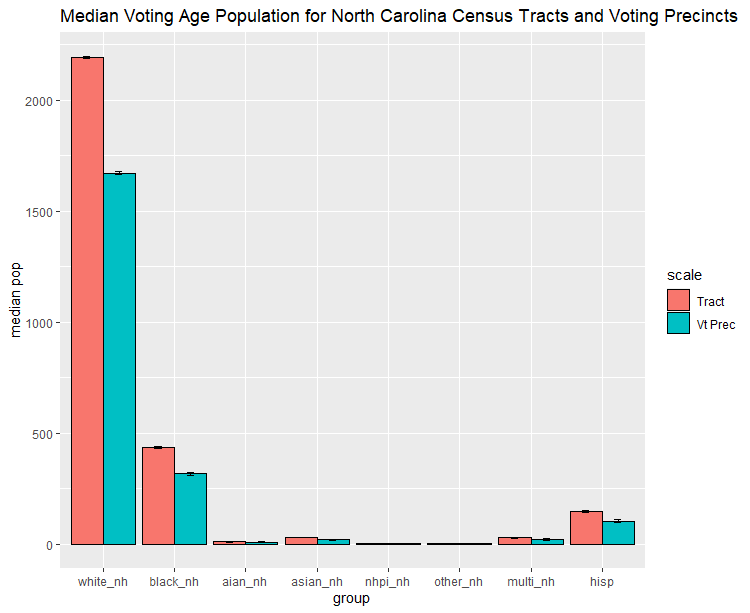 Median Voting Age Population for North Carolina Census Tracts and Voting Precincts
2000
1500
1000
500
0
median pop
white_nh black_nh aian_nh asian_nh nhpi_nh other_nh multi_nh hisp
group
scale
Tract
Vt Prec